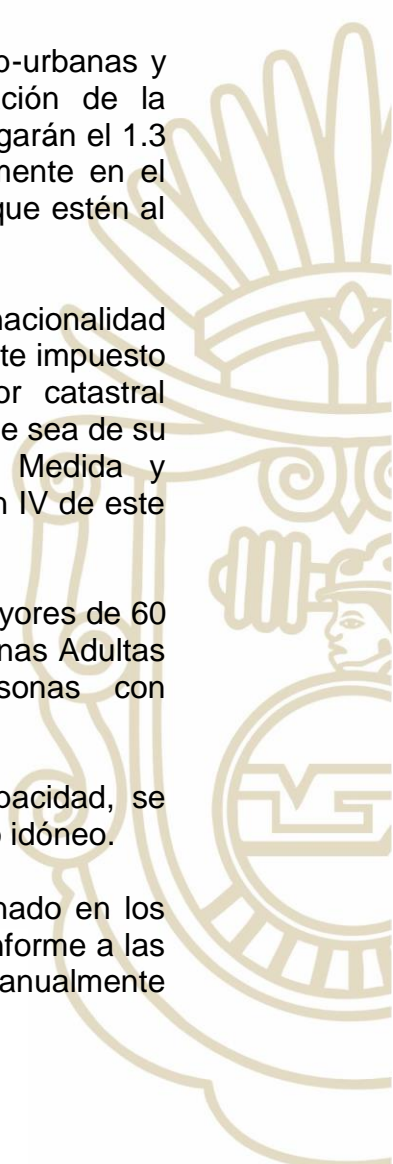 o-urbanas y
ción de la
garán el 1.3
mente en el
que estén al
nacionalidad
te impuesto
or catastral
e sea de su
Medida y
n IV de este
yores de 60
nas Adultas
sonas con
pacidad, se
o idóneo.
nado en los
nforme a las
anualmente